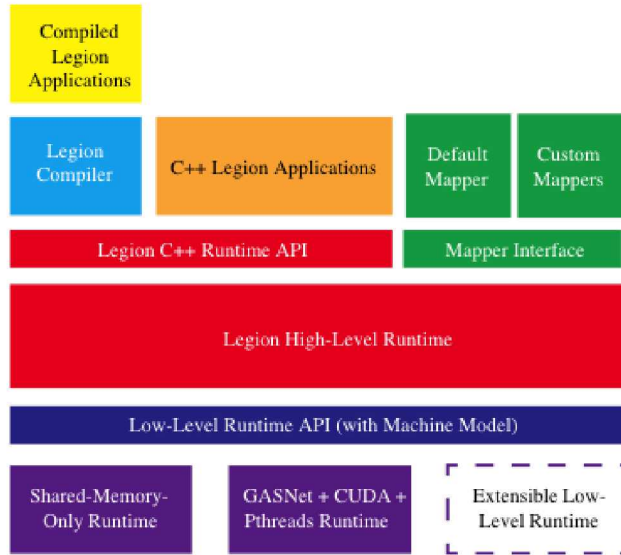 Compiled
Legion
Applications
Legion
Compiler
C++ Legion Applications
Default
Mapper
Custom
Mappers
Legion C++ Runtime API
Mapper Interface
Legion High-Level Runtime
Low-Level Runtime API (with Machine Model)
Shared-Memory-
Only Runtime
GASNet + CUDA +
Pthreads Runtime
Extensible Low-
Level Runtime